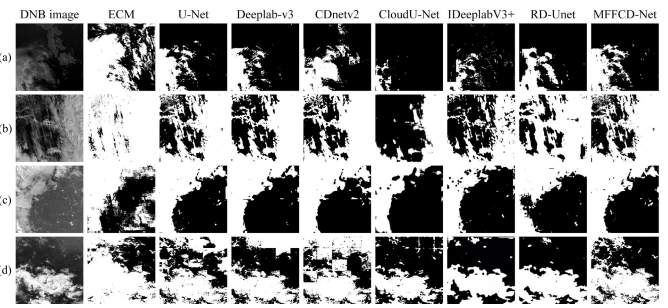 DNB image ECM U-Net Deeplab-v3 CDnetv2 CloudU-Net IDeeplabV3+ RD-Unet MFFCD-Net
(a)
(b)
(c)
(d)